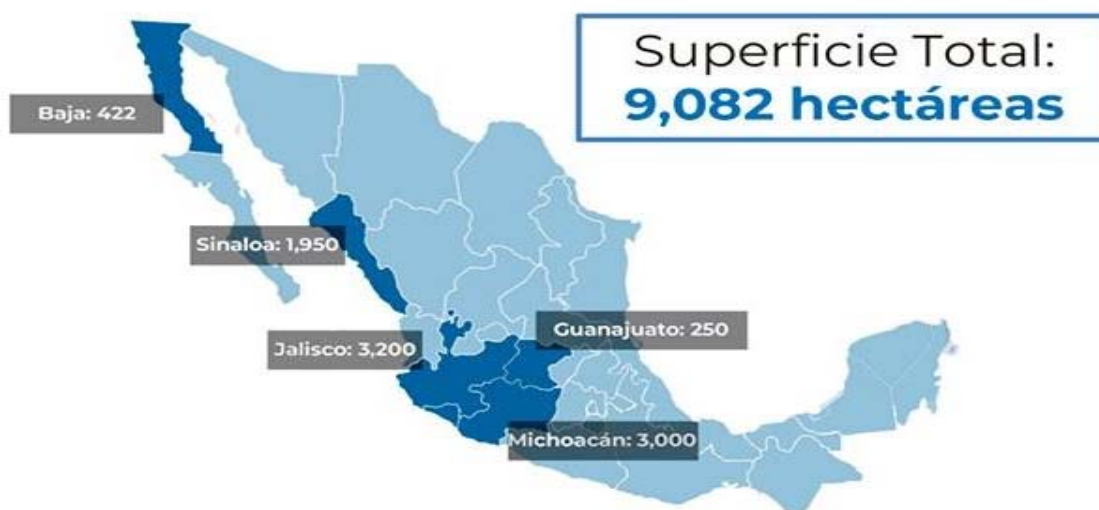 Superficie Total:
9,082 hectáreas
Baja: 422
Sinaloa: 1,950
Jalisco: 3,200
Guanajuato: 250
Michoacán: 3,000